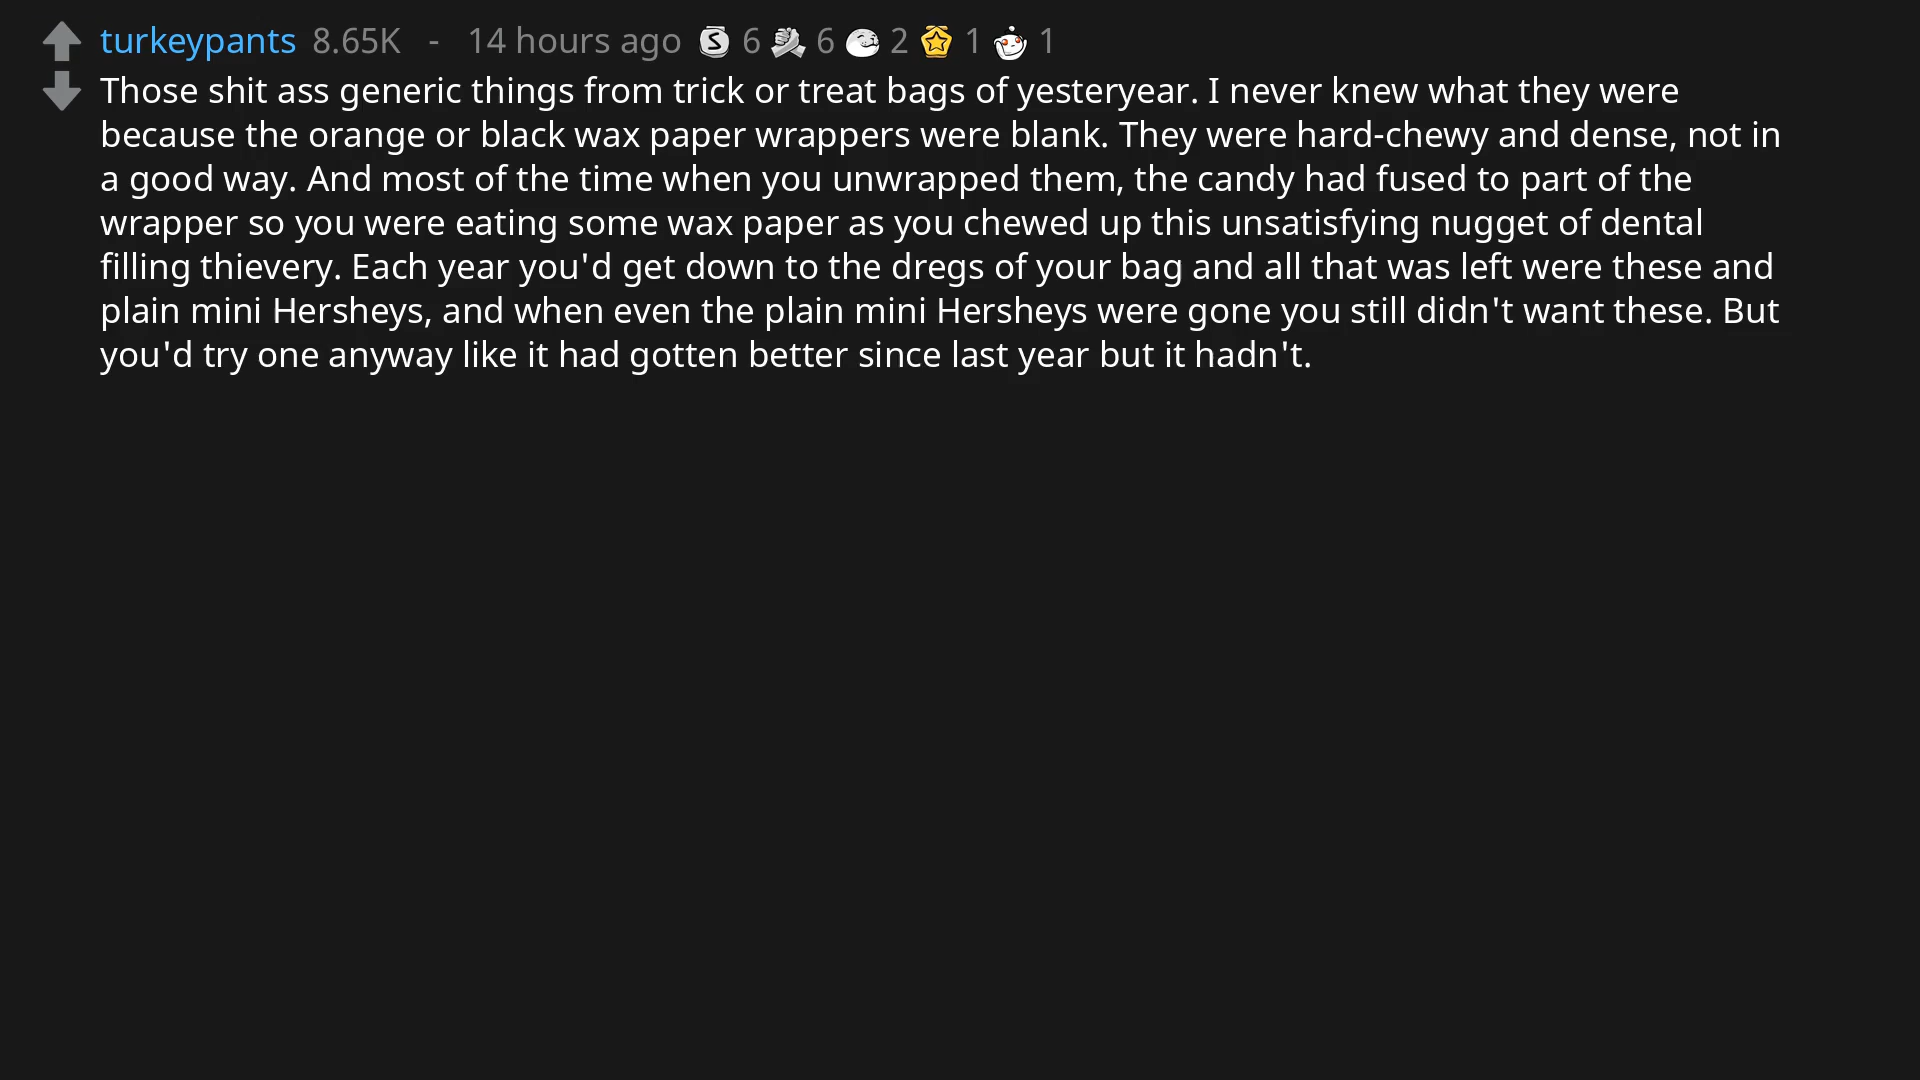 turkeypants 8.65K - 14 hours ago S 6 6 2 1 1
Those shit ass generic things from trick or treat bags of yesteryear. I never knew what they were
because the orange or black wax paper wrappers were blank. They were hard-chewy and dense, not in
a good way. And most of the time when you unwrapped them, the candy had fused to part of the
wrapper so you were eating some wax paper as you chewed up this unsatisfying nugget of dental
filling thievery. Each year you'd get down to the dregs of your bag and all that was left were these and
plain mini Hersheys, and when even the plain mini Hersheys were gone you still didn't want these. But
you'd try one anyway like it had gotten better since last year but it hadn't.